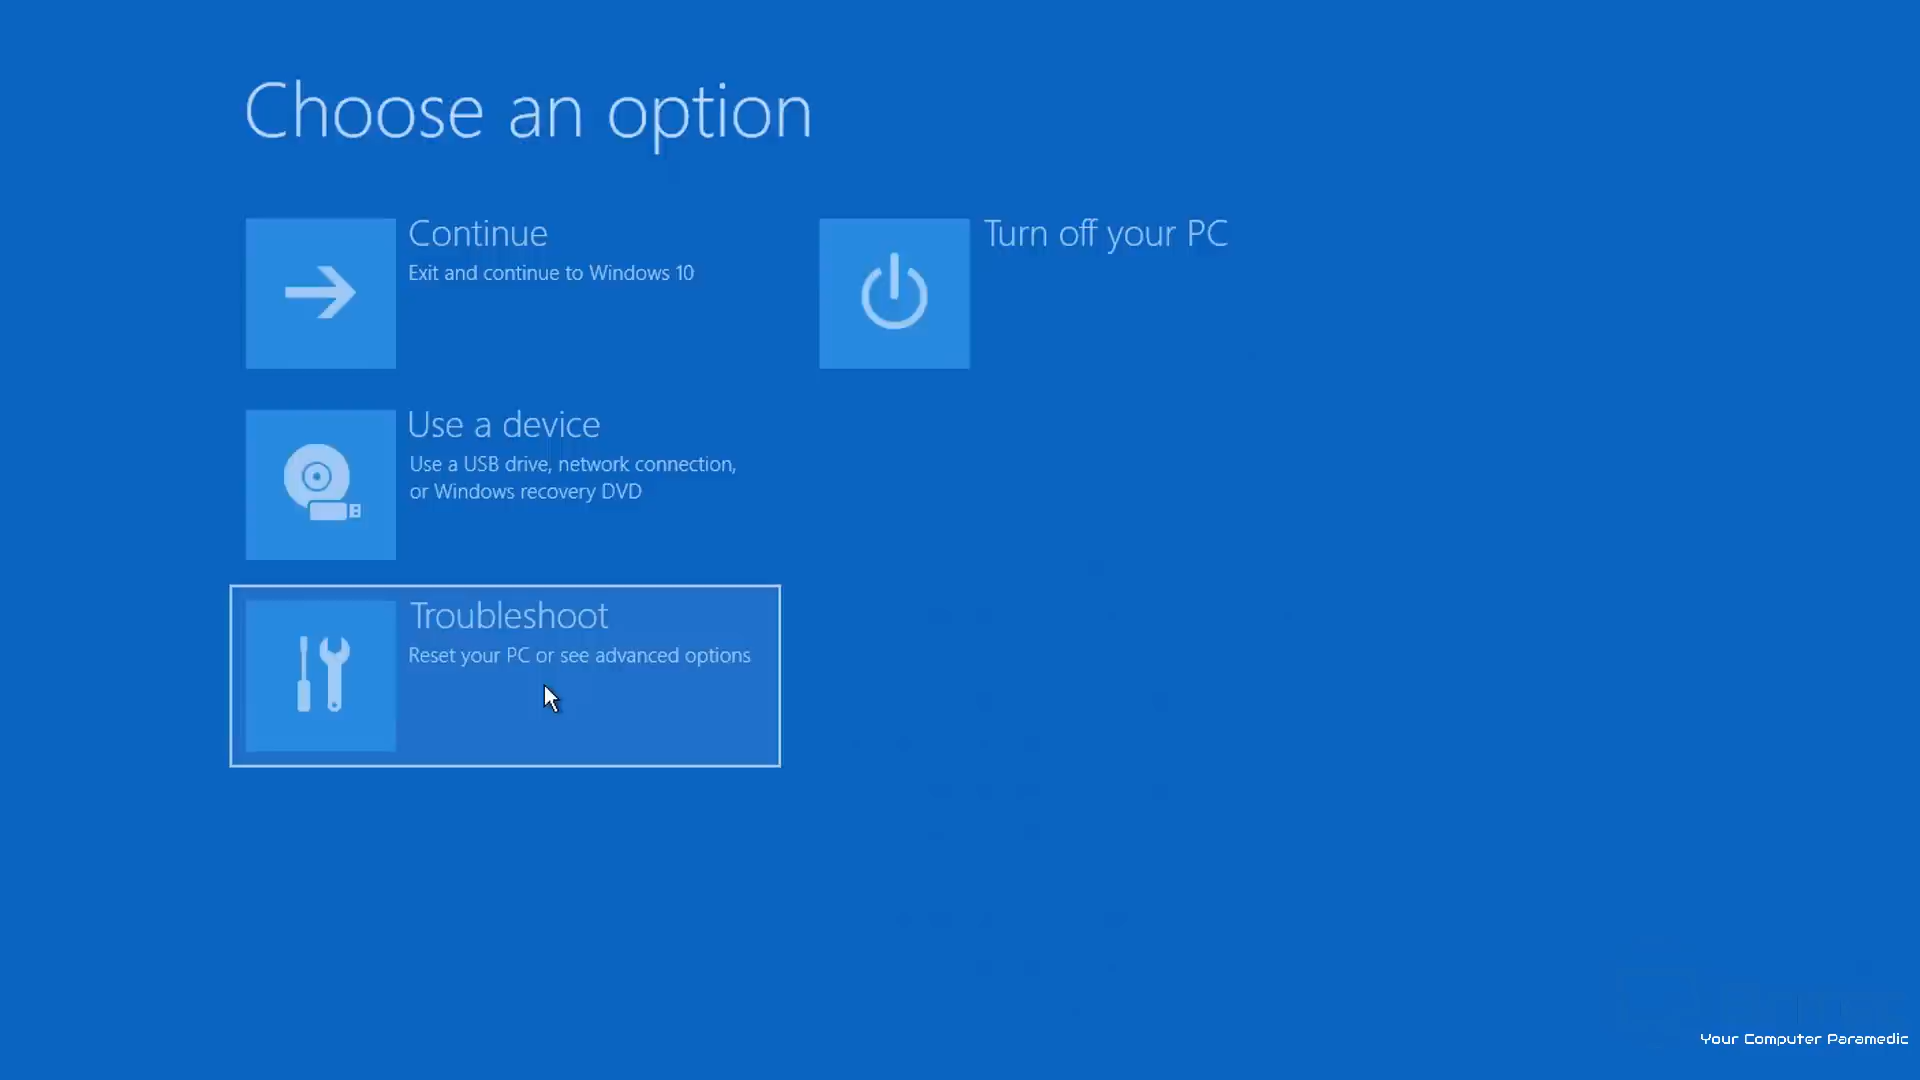 Choose an option
Continue
Exit and continue to Windows 10
Turn off your PC
Use a device
Use a USB drive, network connection,
or Windows recovery DVD
Troubleshoot
Reset your PC or see advanced options
Your Computer Paramedic